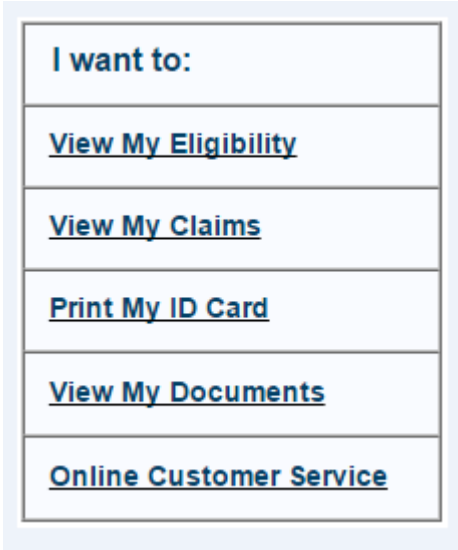 I want to:
View My Eligibility
View My Claims
Print My ID Card
View My Documents
Online Customer Service